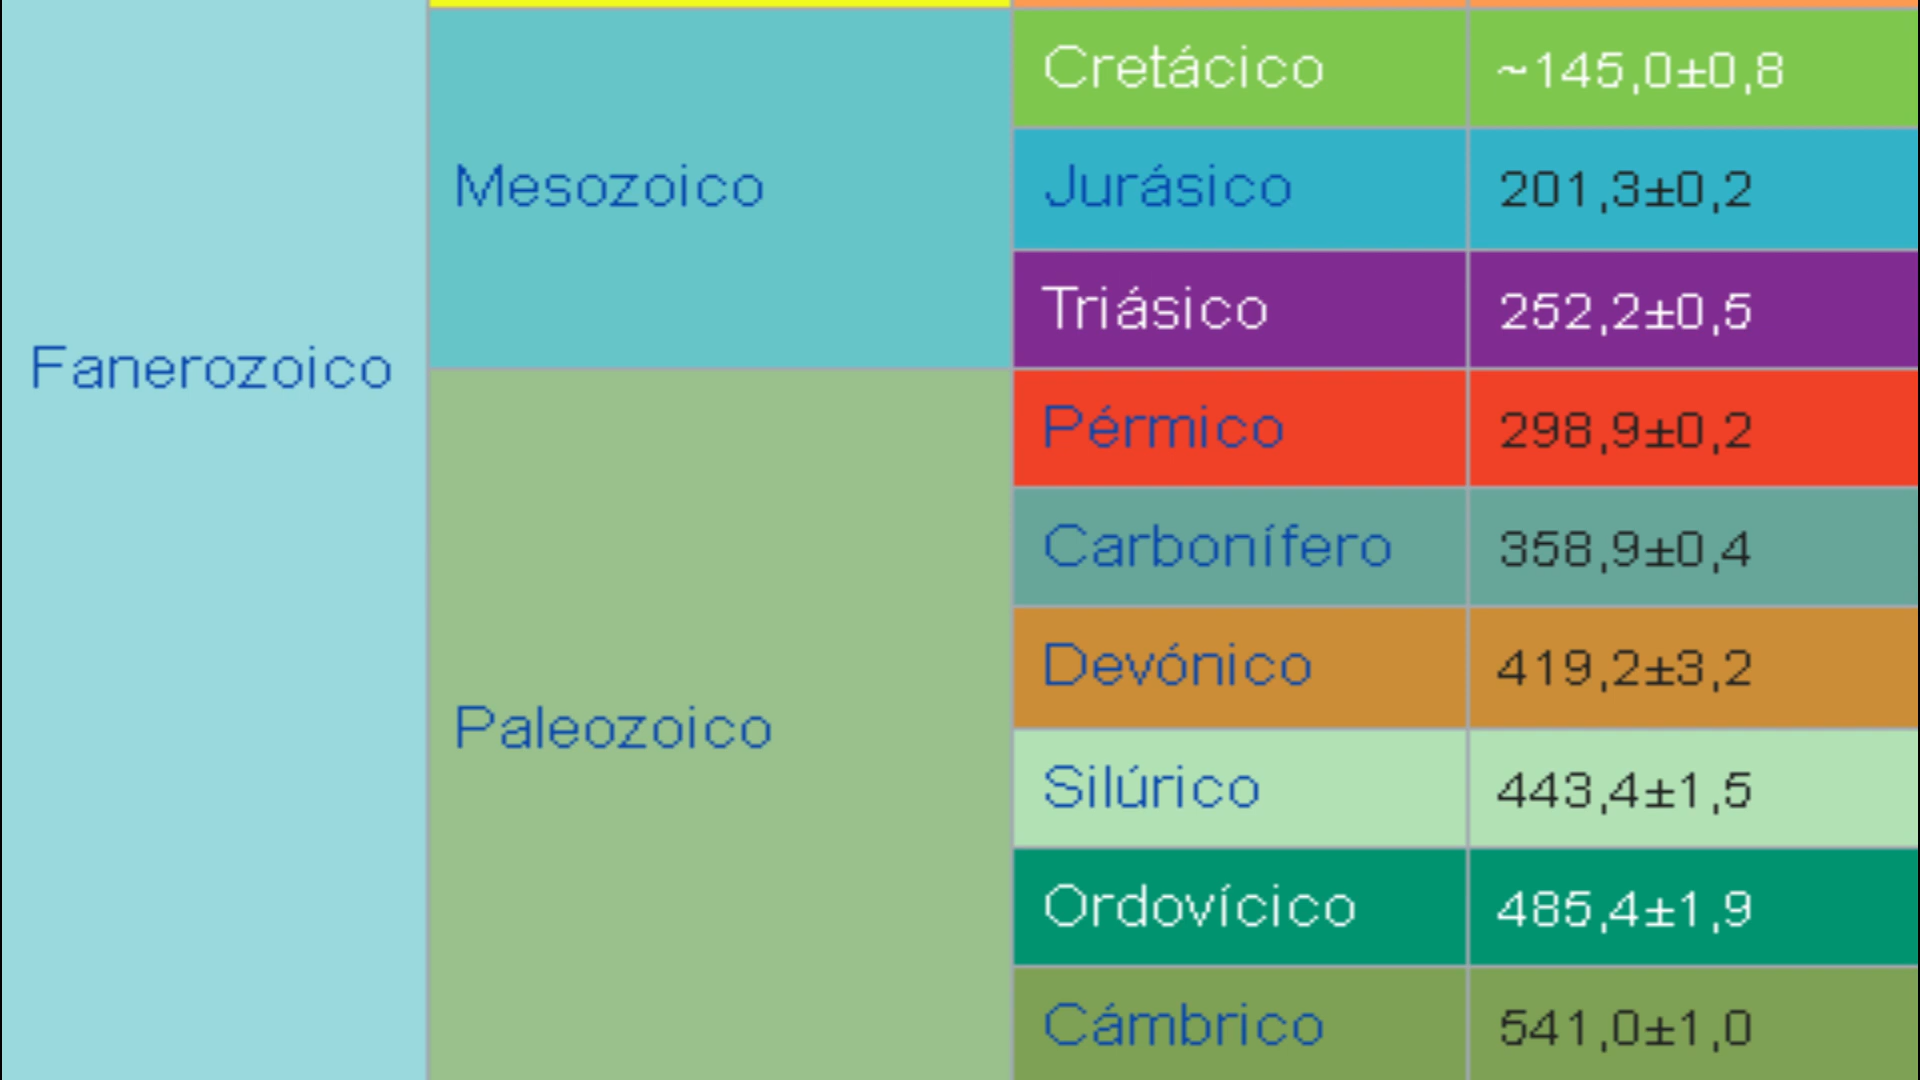 Fanerozoico
Mesozoico
Cretácico ~145,0±0,8
Jurásico 201,3±0,2
Triásico 252,2±0,5
Paleozoico
Pérmico 298,9±0,2
Carbonífero 358,9±0,4
Devónico 419,2±3,2
Silúrico 443,4±1,5
Ordovícico 485,4±1,9
Cámbrico 541,0±1,0